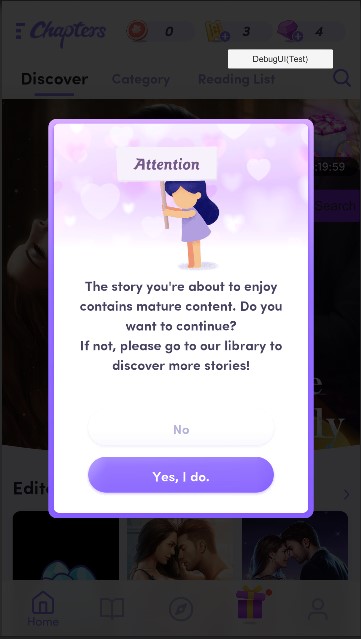 Chapters
0
3
4
DebugUI(Test)
Discover
Category
Reading List
:19:59
Search
Attention
The story you're about to enjoy
contains mature content. Do you
want to continue?
If not, please go to our library to
discover more stories!
No
Yes, I do.
Home